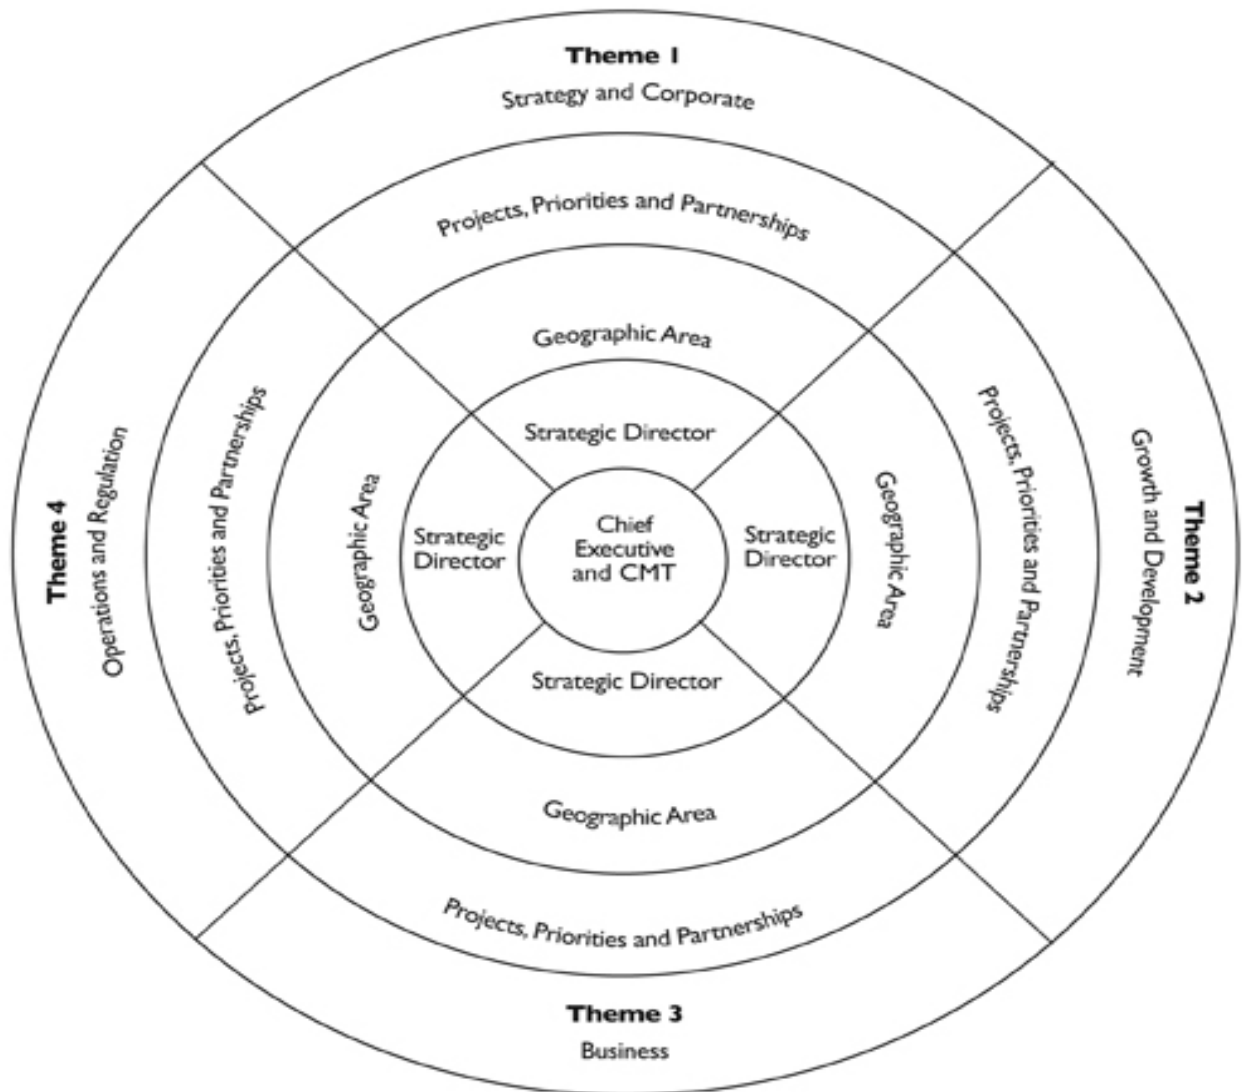 Theme 1
Strategy and Corporate
Projects, Priorities and Partnerships
Geographic Area
Strategic Director
Chief
Executive
and CMT
Strategic
Director
Geographic Area
Projects, Priorities and Partnerships
Growth and Development
Theme 2
Strategic Director
Geographic Area
Projects, Priorities and Partnerships
Theme 3
Business
Strategic
Director
Geographic Area
Projects, Priorities and Partnerships
Operations and Regulation
Theme 4